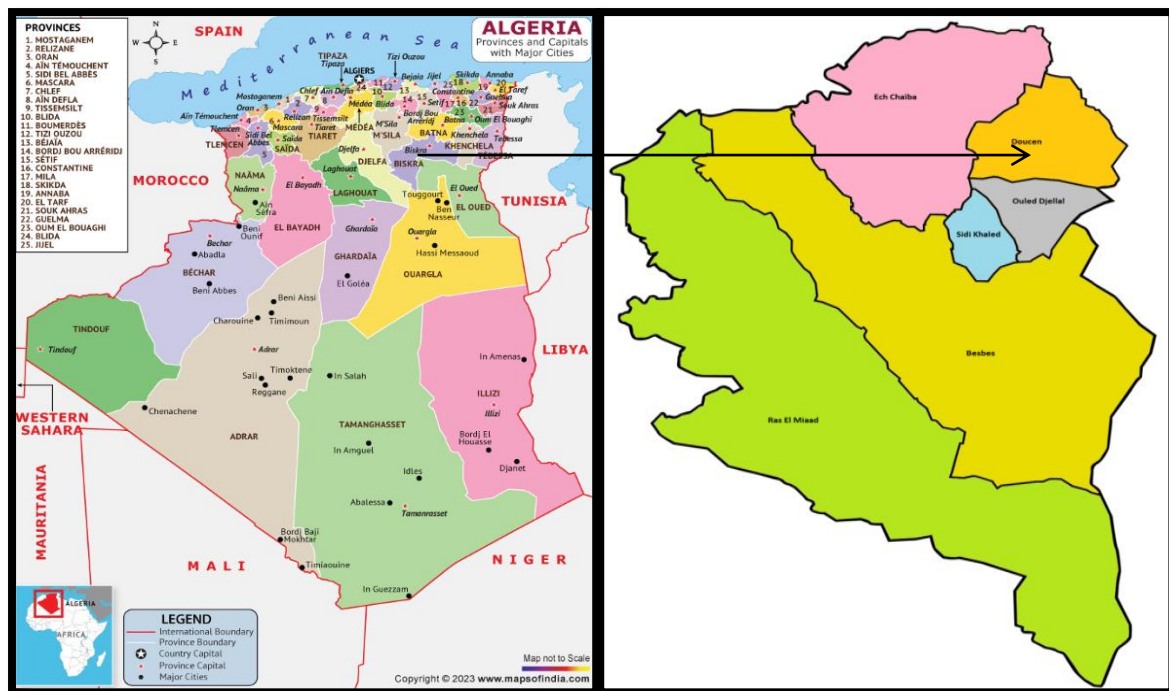 PROVINCES
1. MOSTAGANEM
2. RELIZANE
3. ORAN
4. AÏN TÉMOUCHENT
5. SIDI BEL ABBÈS
6. MASCARA
7. CHLEF
8. AÏN DEFLA
9. TISSEMSILT
10. BLIDA
11. BOUMERDÈS
12. TIZI OUZOU
13. BÉJAÏA
14. BORDJ BOU ARRÉRIDJ
15. SÉTIF
16. CONSTANTINE
17. MILA
18. SKIKDA
19. ANNABA
20. EL TARF
21. SOUK AHRAS
22. GUELMA
23. OUM EL BOUAGHI
24. BLIDA
25. JIJEL
N
W E
S
SPAIN
ALGERIA
Provinces and Capitals
with Major Cities
Mediterranean Sea
TIPAZA
Tipaza
ALGIERS
Tizi Ouzou
Bejaia
Jijel
Skikda
Annaba
El Taref
Guelma
Souk Ahras
Constantine
Chlef
Ain Defla
Mostaganem
Oran
Aïn Témouchent
Relizan
Tissemsilt
Médéa
Blida
Setif
Bordj Bou
Arréridj
Mascara
Tiaret
MÉDÉA
M'Sila
Batna
Oum El Bouaghi
Tlemcen
TLEMCEN
Sidi Bel
Abbes
Saïda
SAÏDA
TIARET
M'SILA
BATNA
Khenchela
KHENCHELA
Tebessa
TÉBESSA
Djelfa
DJELFA
Biskra
BISKRA
MOROCCO
NAÂMA
Naâma
Aïn
Séfra
El Bayadh
EL BAYADH
Laghouat
LAGHOUAT
Touggourt
Ben
Nasseur
El Oued
EL OUED
TUNISIA
Beni
Ounif
Bechar
Abadla
BÉCHAR
Beni Abbes
Ghardaïa
GHARDAÏA
El Goléa
Ouargla
Hassi Messaoud
OUARGLA
TINDOUF
Tindouf
Beni Aissi
Charouine
Timimoun
Adrar
Sali
Timoktene
Reggane
Chenachene
ADRAR
In Salah
In Amenas
LIBYA
ILLIZI
Illizi
WESTERN
SAHARA
TAMANGHASSET
In Amguel
Bordj El
Houasse
Djanet
Idles
Abalessa
Tamanrasset
MAURITANIA
Bordj Baji
Mokhtar
Timiaouine
MALI
NIGER
In Guezzam
ALGERIA
AFRICA
LEGEND
International Boundary
Province Boundary
Country Capital
Province Capital
Major Cities
Map not to Scale
Copyright © 2023 www.mapsofindia.com
Ech Chaiba
Doucen
Ouled Djellal
Sidi Khaled
Besbes
Ras El Miaad